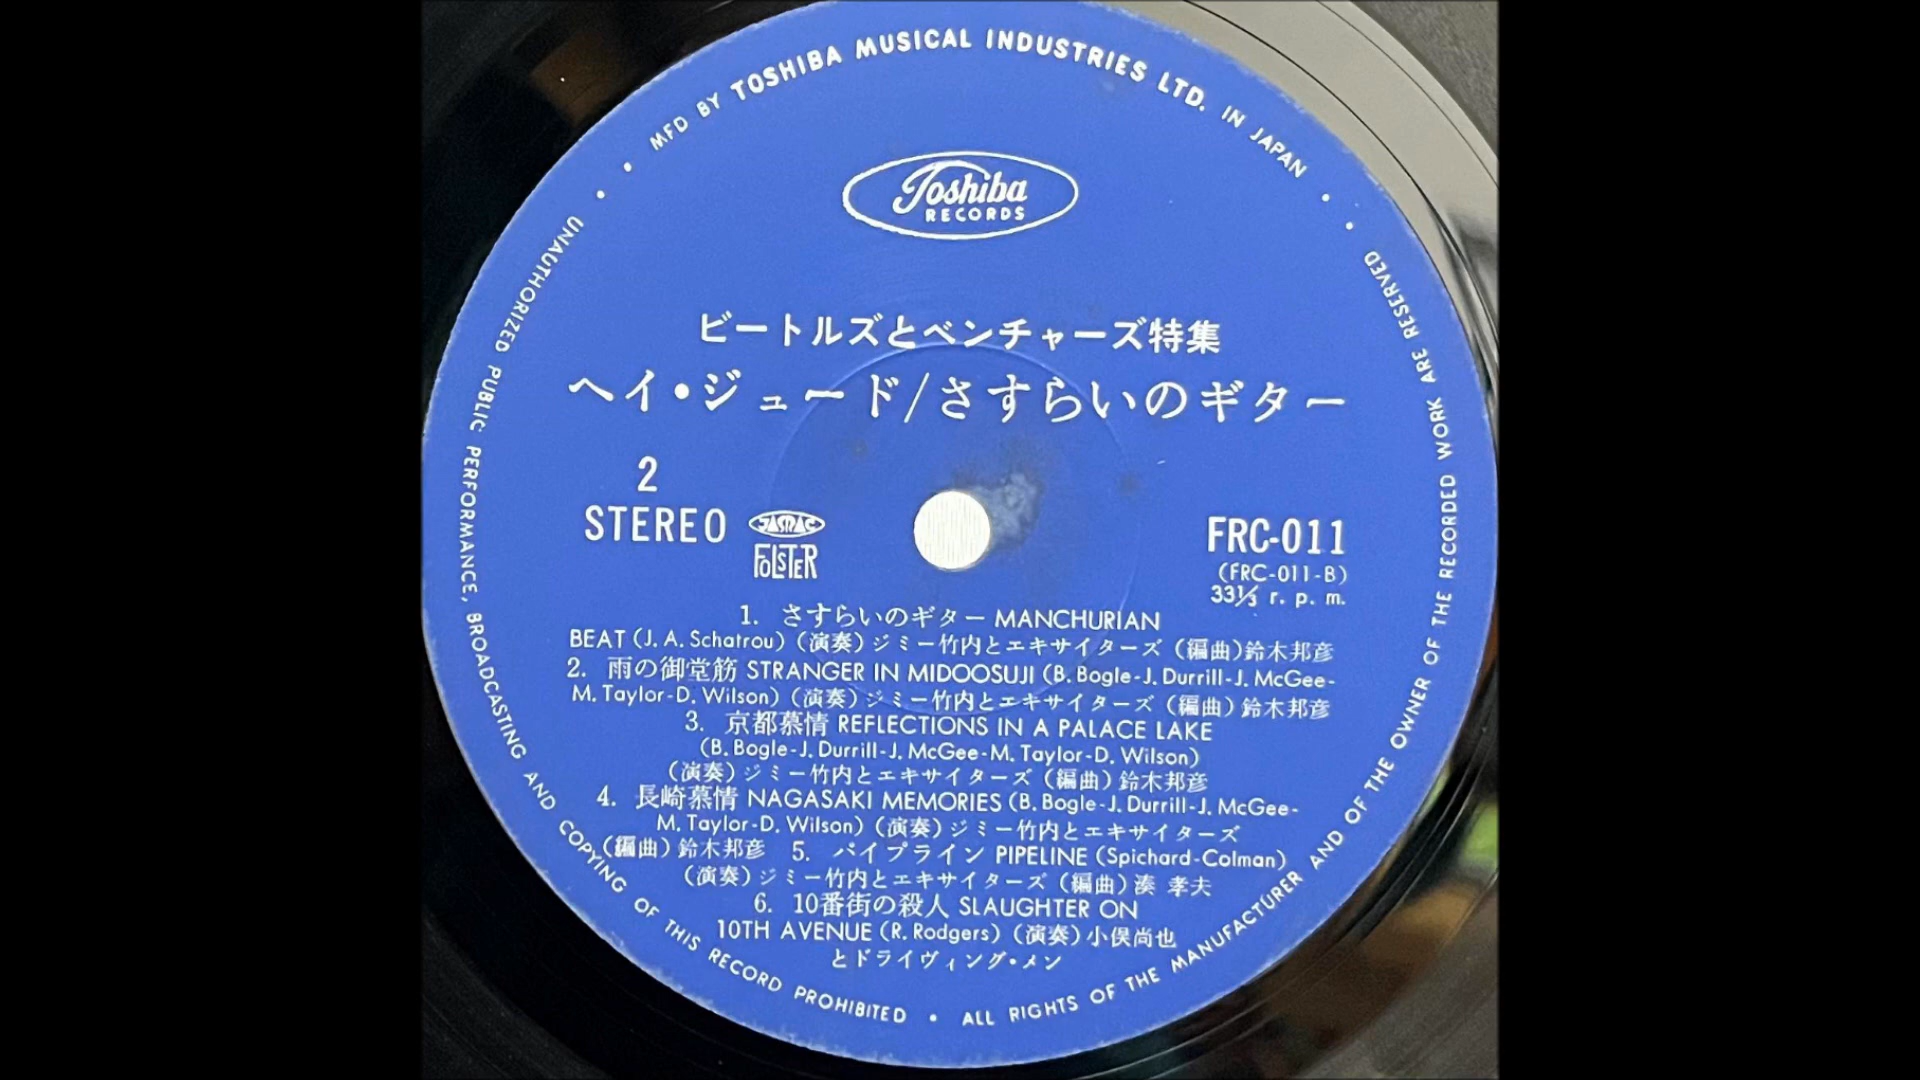 MFD BY TOSHIBA MUSICAL INDUSTRIES LTD. IN JAPAN
Toshiba
RECORDS
ビートルズとベンチャーズ特集
ヘイ・ジュード/さすらいのギター
2
STEREO
JASRAC
FOLSTER
FRC-011
(FRC-011-B)
33⅓ r. p. m.
1. さすらいのギター MANCHURIAN
BEAT (J. A. Schatrou) (演奏) ジミー竹内とエキサイターズ (編曲) 鈴木邦彦
2. 雨の御堂筋 STRANGER IN MIDOOSUJI (B. Bogle-J. Durrill-J. McGee-
M. Taylor-D. Wilson) (演奏) ジミー竹内とエキサイターズ (編曲) 鈴木邦彦
3. 京都慕情 REFLECTIONS IN A PALACE LAKE
(B. Bogle-J. Durrill-J. McGee-M. Taylor-D. Wilson)
(演奏) ジミー竹内とエキサイターズ (編曲) 鈴木邦彦
4. 長崎慕情 NAGASAKI MEMORIES (B. Bogle-J. Durrill-J. McGee-
M. Taylor-D. Wilson) (演奏) ジミー竹内とエキサイターズ
(編曲) 鈴木邦彦 5. パイプライン PIPELINE (Spichard-Colman)
(演奏) ジミー竹内とエキサイターズ (編曲) 湊 孝夫
6. 10番街の殺人 SLAUGHTER ON
10TH AVENUE (R. Rodgers) (演奏) 小俣尚也
とドライヴィング・メン
UNAUTHORIZED PUBLIC PERFORMANCE, BROADCASTING AND COPYING OF THIS RECORD PROHIBITED • ALL RIGHTS OF THE MANUFACTURER AND OF THE OWNER OF THE RECORDED WORK ARE RESERVED